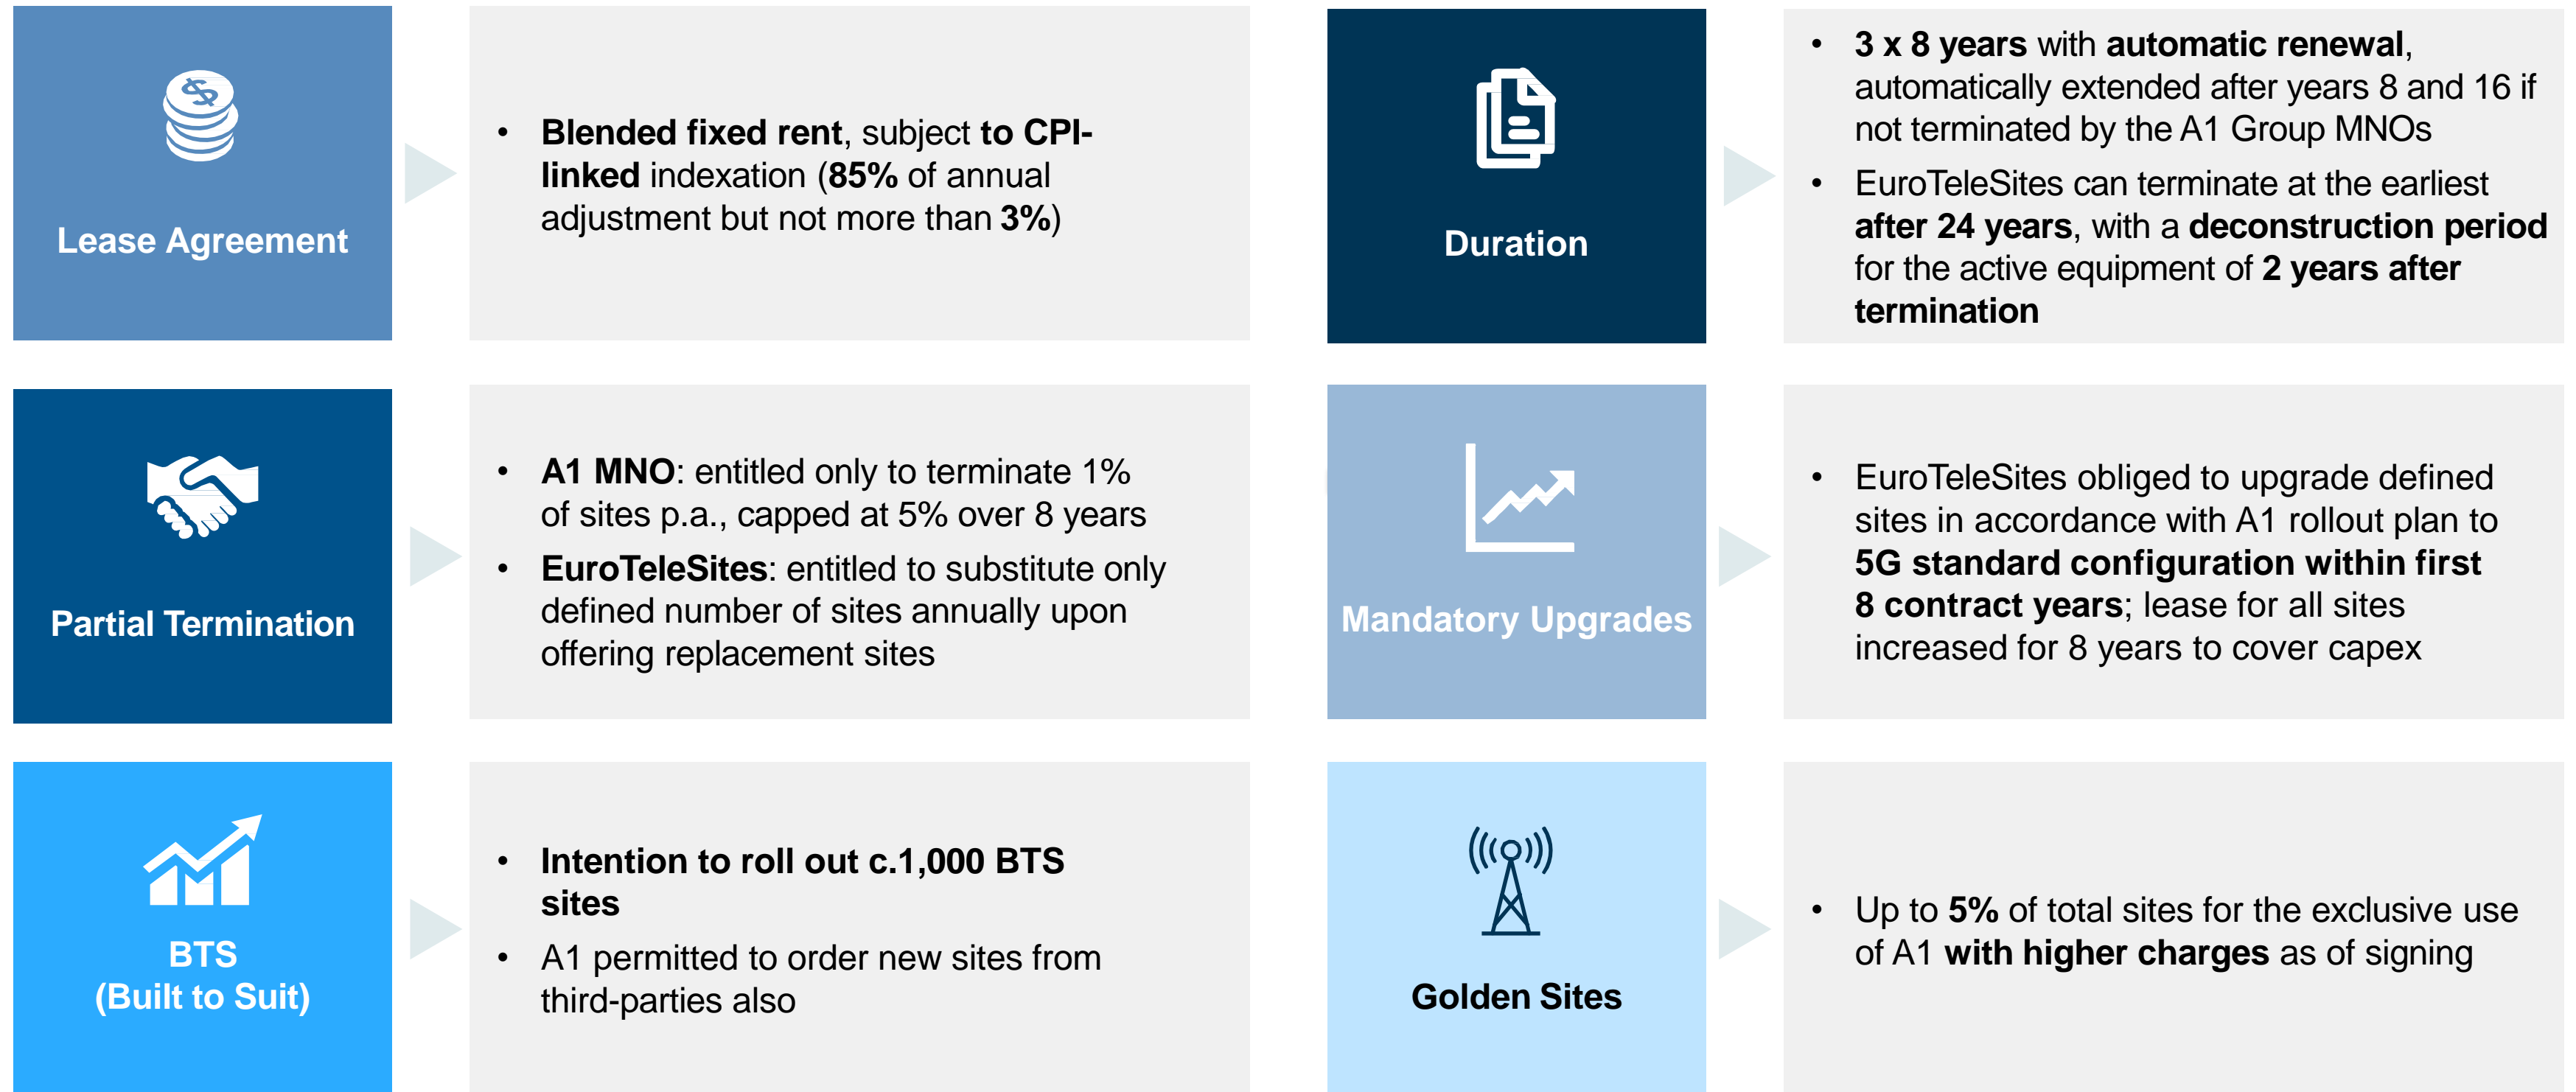 Lease Agreement
• Blended fixed rent, subject to CPI-
linked indexation (85% of annual
adjustment but not more than 3%)
Duration
• 3 x 8 years with automatic renewal,
automatically extended after years 8 and 16 if
not terminated by the A1 Group MNOs
• EuroTeleSites can terminate at the earliest
after 24 years, with a deconstruction period
for the active equipment of 2 years after
termination
Partial Termination
• A1 MNO: entitled only to terminate 1%
of sites p.a., capped at 5% over 8 years
• EuroTeleSites: entitled to substitute only
defined number of sites annually upon
offering replacement sites
Mandatory Upgrades
• EuroTeleSites obliged to upgrade defined
sites in accordance with A1 rollout plan to
5G standard configuration within first
8 contract years; lease for all sites
increased for 8 years to cover capex
BTS
(Built to Suit)
• Intention to roll out c.1,000 BTS
sites
• A1 permitted to order new sites from
third-parties also
Golden Sites
• Up to 5% of total sites for the exclusive use
of A1 with higher charges as of signing